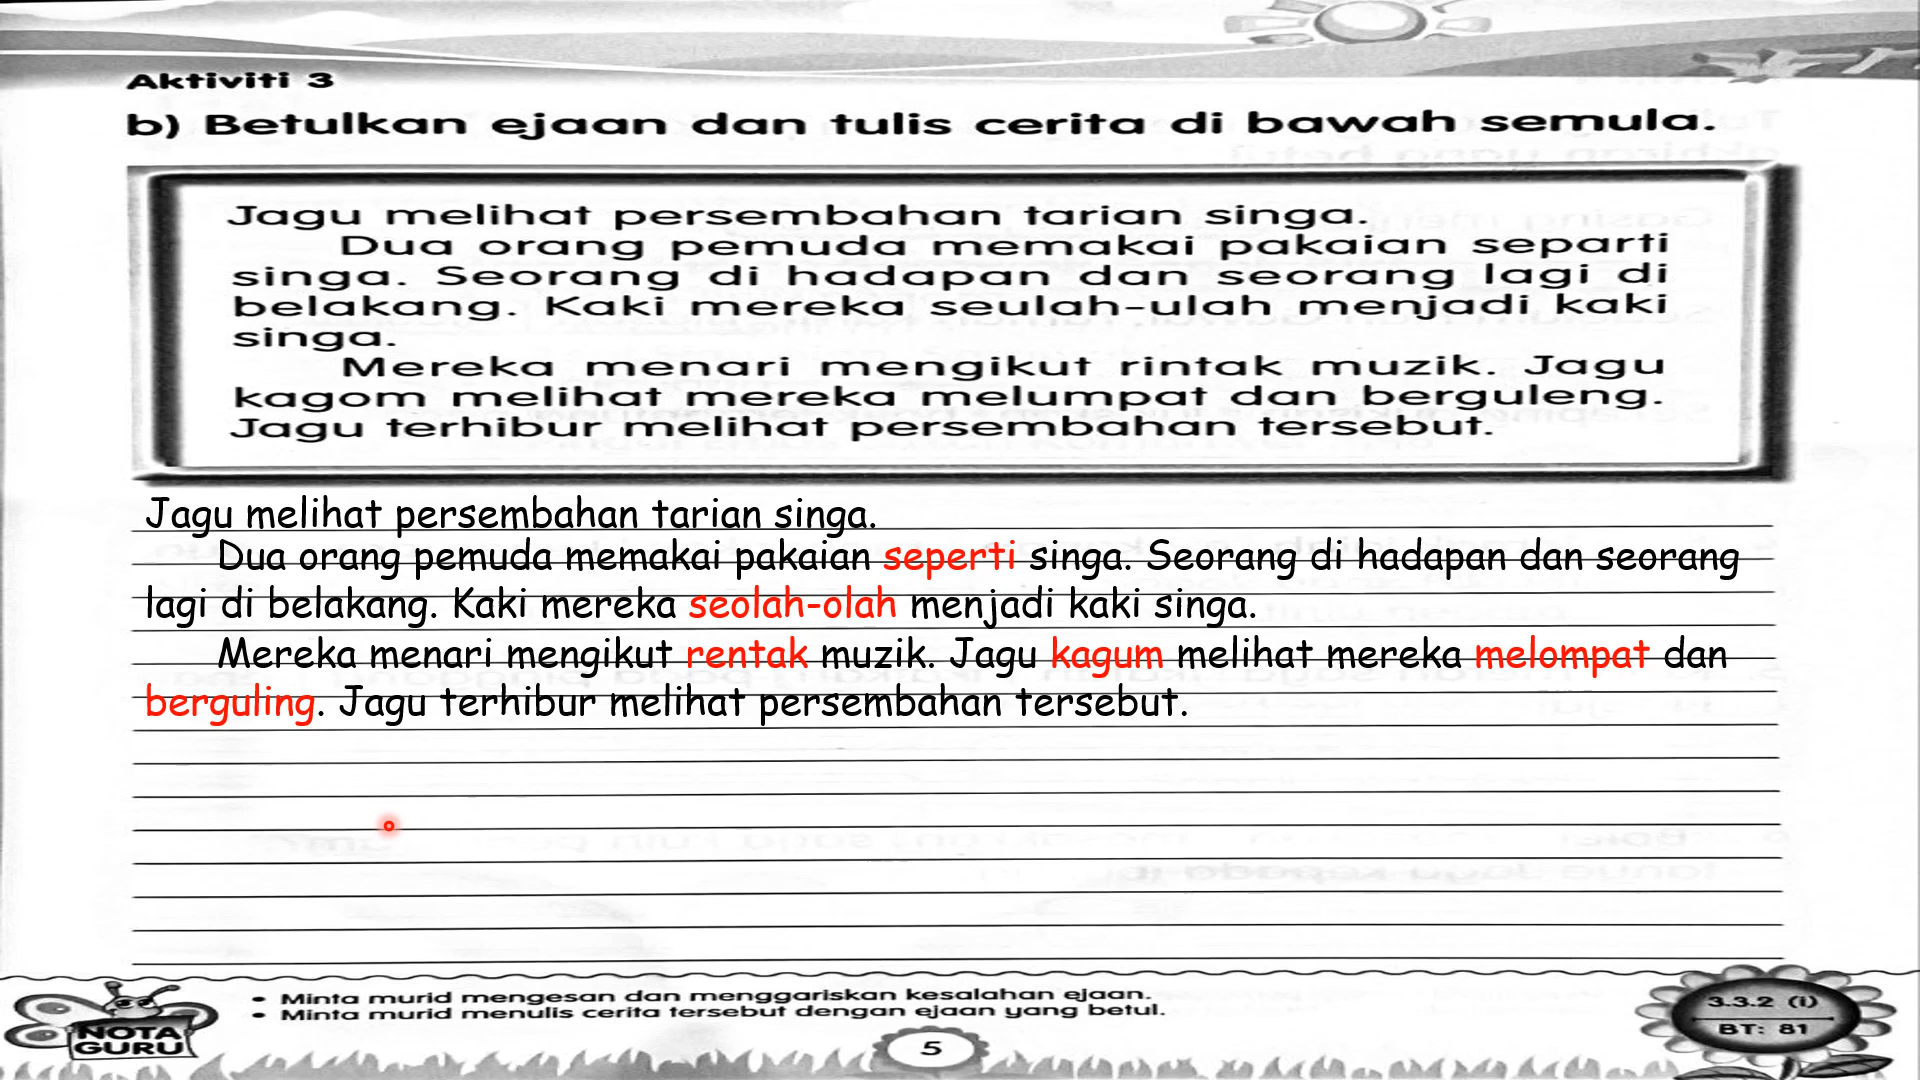 Aktiviti 3
b) Betulkan ejaan dan tulis cerita di bawah semula.
Jagu melihat persembahan tarian singa.
Dua orang pemuda memakai pakaian separti
singa. Seorang di hadapan dan seorang lagi di
belakang. Kaki mereka seulah-ulah menjadi kaki
singa.
Mereka menari mengikut rintak muzik. Jagu
kagom melihat mereka melumpat dan berguleng.
Jagu terhibur melihat persembahan tersebut.
Jagu melihat persembahan tarian singa.
Dua orang pemuda memakai pakaian seperti singa. Seorang di hadapan dan seorang
lagi di belakang. Kaki mereka seolah-olah menjadi kaki singa.
Mereka menari mengikut rentak muzik. Jagu kagum melihat mereka melompat dan
berguling. Jagu terhibur melihat persembahan tersebut.
• Minta murid mengesan dan menggariskan kesalahan ejaan.
• Minta murid menulis cerita tersebut dengan ejaan yang betul.
NOTA
GURU
5
3.3.2 (i)
BT: 81